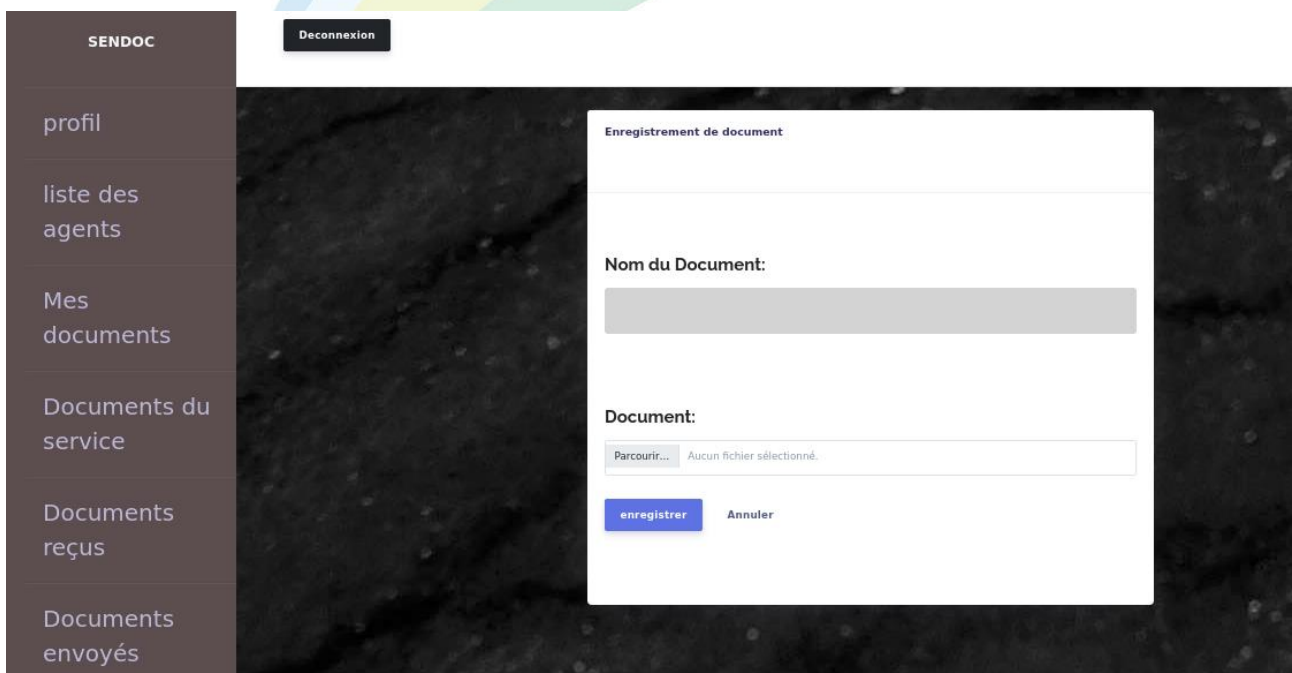 SENDOC
Deconnexion
profil
liste des
agents
Mes
documents
Documents du
service
Documents
reçus
Documents
envoyés
Enregistrement de document
Nom du Document:
Document:
Parcourir... Aucun fichier sélectionné.
enregistrer Annuler